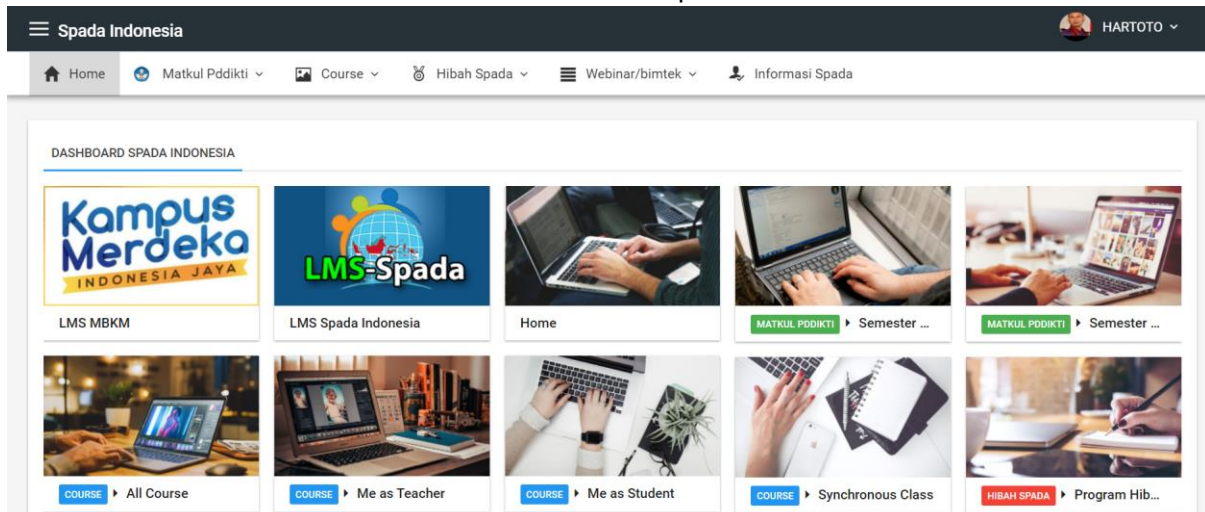 Spada Indonesia HARTOTO
Home Matkul Pddikti Course Hibah Spada Webinar/bimtek Informasi Spada
DASHBOARD SPADA INDONESIA
Kampus
Merdeka
INDONESIA JAYA
LMS-Spada
LMS MBKM LMS Spada Indonesia Home MATKUL PDDIKTI Semester ... MATKUL PDDIKTI Semester ...
COURSE All Course COURSE Me as Teacher COURSE Me as Student COURSE Synchronous Class HIBAH SPADA Program Hib...